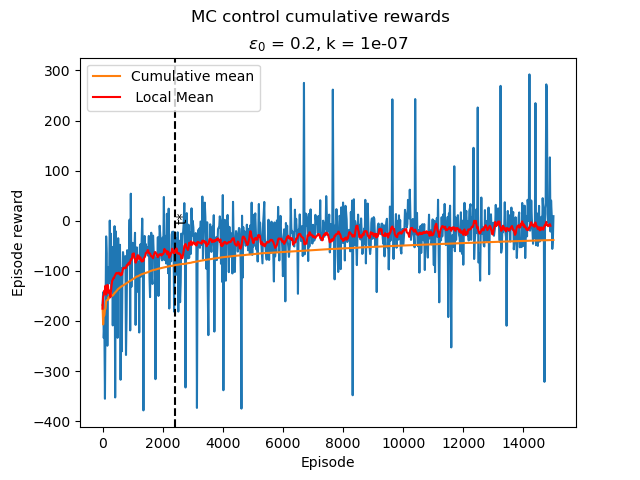 MC control cumulative rewards
ε₀ = 0.2, k = 1e-07
Cumulative mean
Local Mean
Episode reward
300
200
100
0
−100
−200
−300
−400
t*
0
2000
4000
6000
8000
10000
12000
14000
Episode